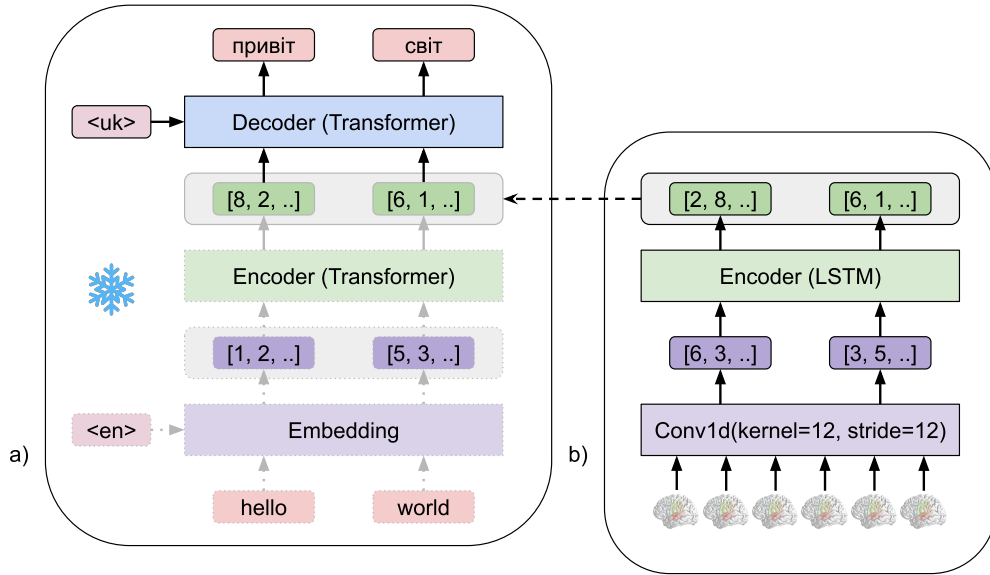 привіт
світ
<uk>
Decoder (Transformer)
[8, 2, ..]
[6, 1, ..]
Encoder (Transformer)
[1, 2, ..]
[5, 3, ..]
<en>
Embedding
a)
hello
world
[2, 8, ..]
[6, 1, ..]
Encoder (LSTM)
[6, 3, ..]
[3, 5, ..]
Conv1d(kernel=12, stride=12)
b)